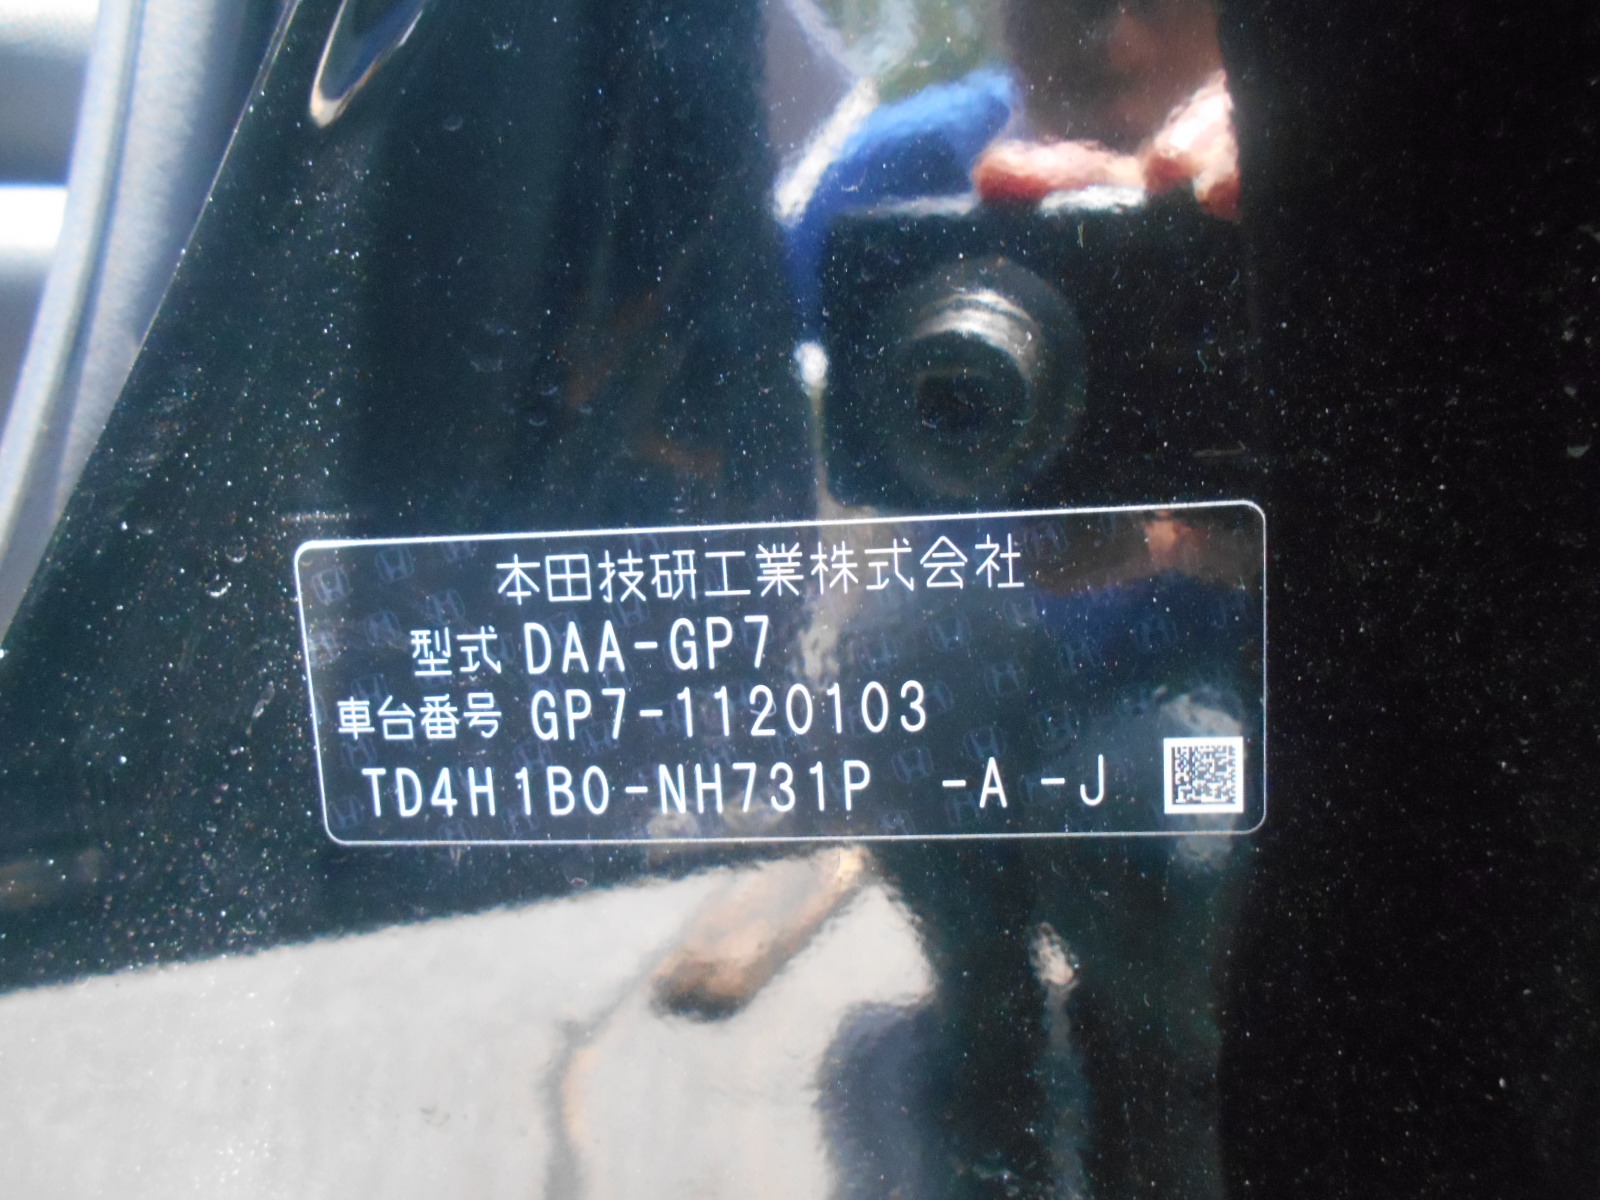 本田技研工業株式会社
型式 DAA-GP7
車台番号 GP7-1120103
TD4H1B0-NH731P -A -J